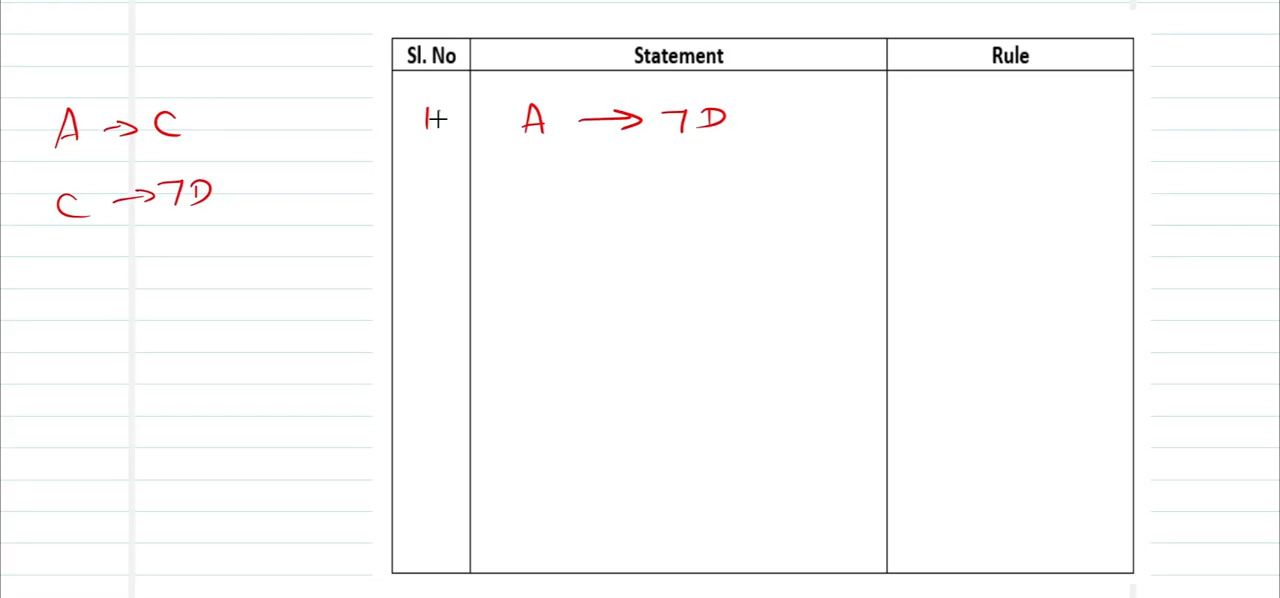 A → C
C → ¬D
Sl. No Statement Rule
1 A → ¬D